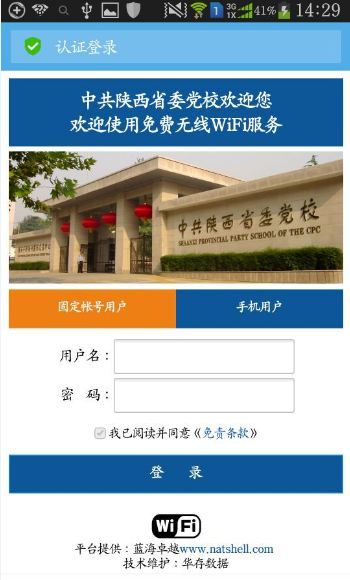 3G
1X
1
41%
14:29
认证登录
中共陕西省委党校欢迎您
欢迎使用免费无线WiFi服务
中共陕西省委党校
SHAANXI PROVINCIAL PARTY SCHOOL OF THE CPC
固定帐号用户
手机用户
用户名：
密 码：
我已阅读并同意《免责条款》
登 录
WiFi
平台提供：蓝海卓越www.natshell.com
技术维护：华存数据